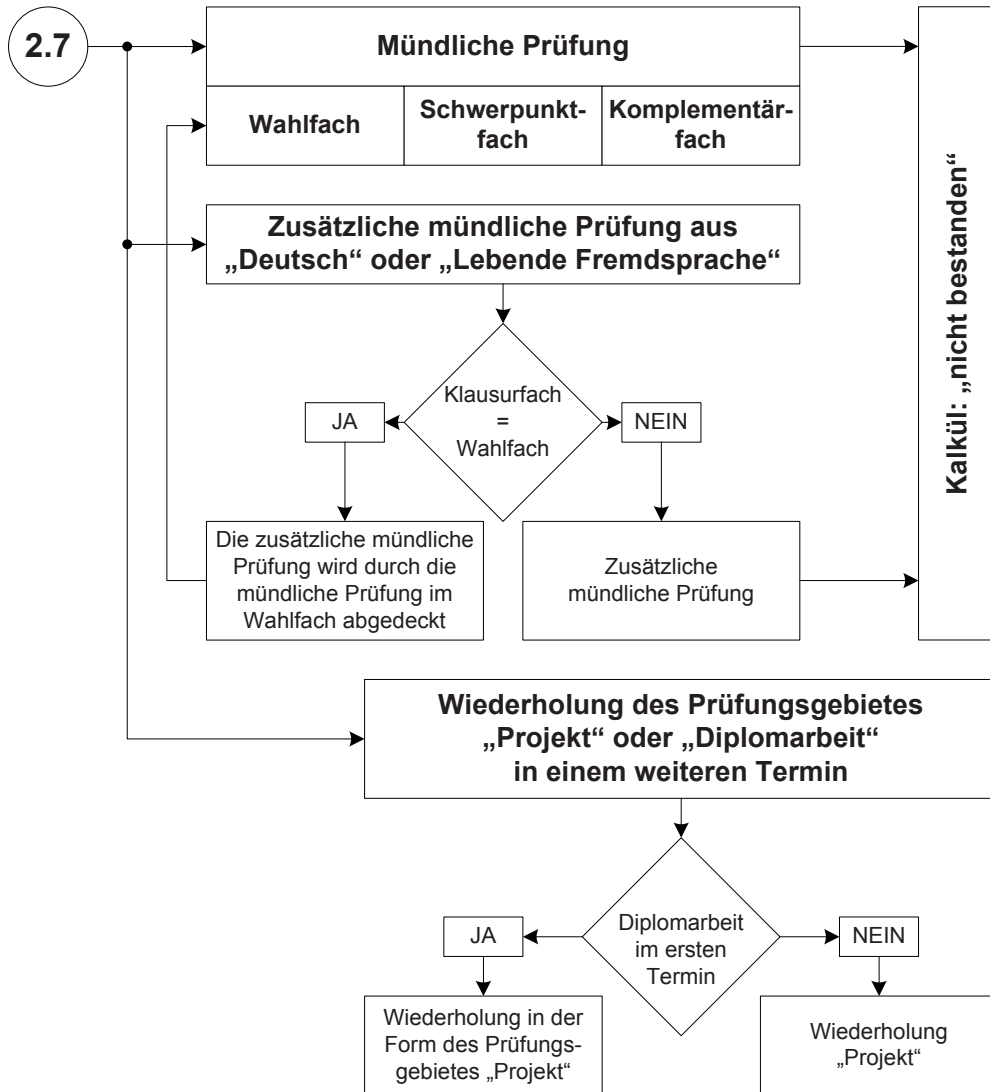 2.7
Mündliche Prüfung
Wahlfach
Schwerpunkt-
fach
Komplementär-
fach
Kalkül: „nicht bestanden“
Zusätzliche mündliche Prüfung aus
„Deutsch“ oder „Lebende Fremdsprache“
Klausurfach
=
Wahlfach
JA
NEIN
Die zusätzliche mündliche
Prüfung wird durch die
mündliche Prüfung im
Wahlfach abgedeckt
Zusätzliche
mündliche Prüfung
Wiederholung des Prüfungsgebietes
„Projekt“ oder „Diplomarbeit“
in einem weiteren Termin
Diplomarbeit
im ersten
Termin
JA
NEIN
Wiederholung in der
Form des Prüfungs-
gebietes „Projekt“
Wiederholung
„Projekt“